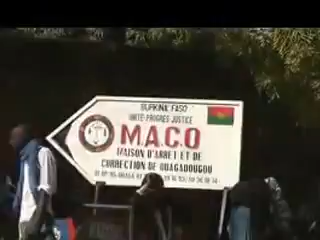 BURKINA FASO
UNITE-PROGRES JUSTICE
M.A.C.O
MAISON D'ARRET ET DE
CORRECTION DE OUAGADOUGOU